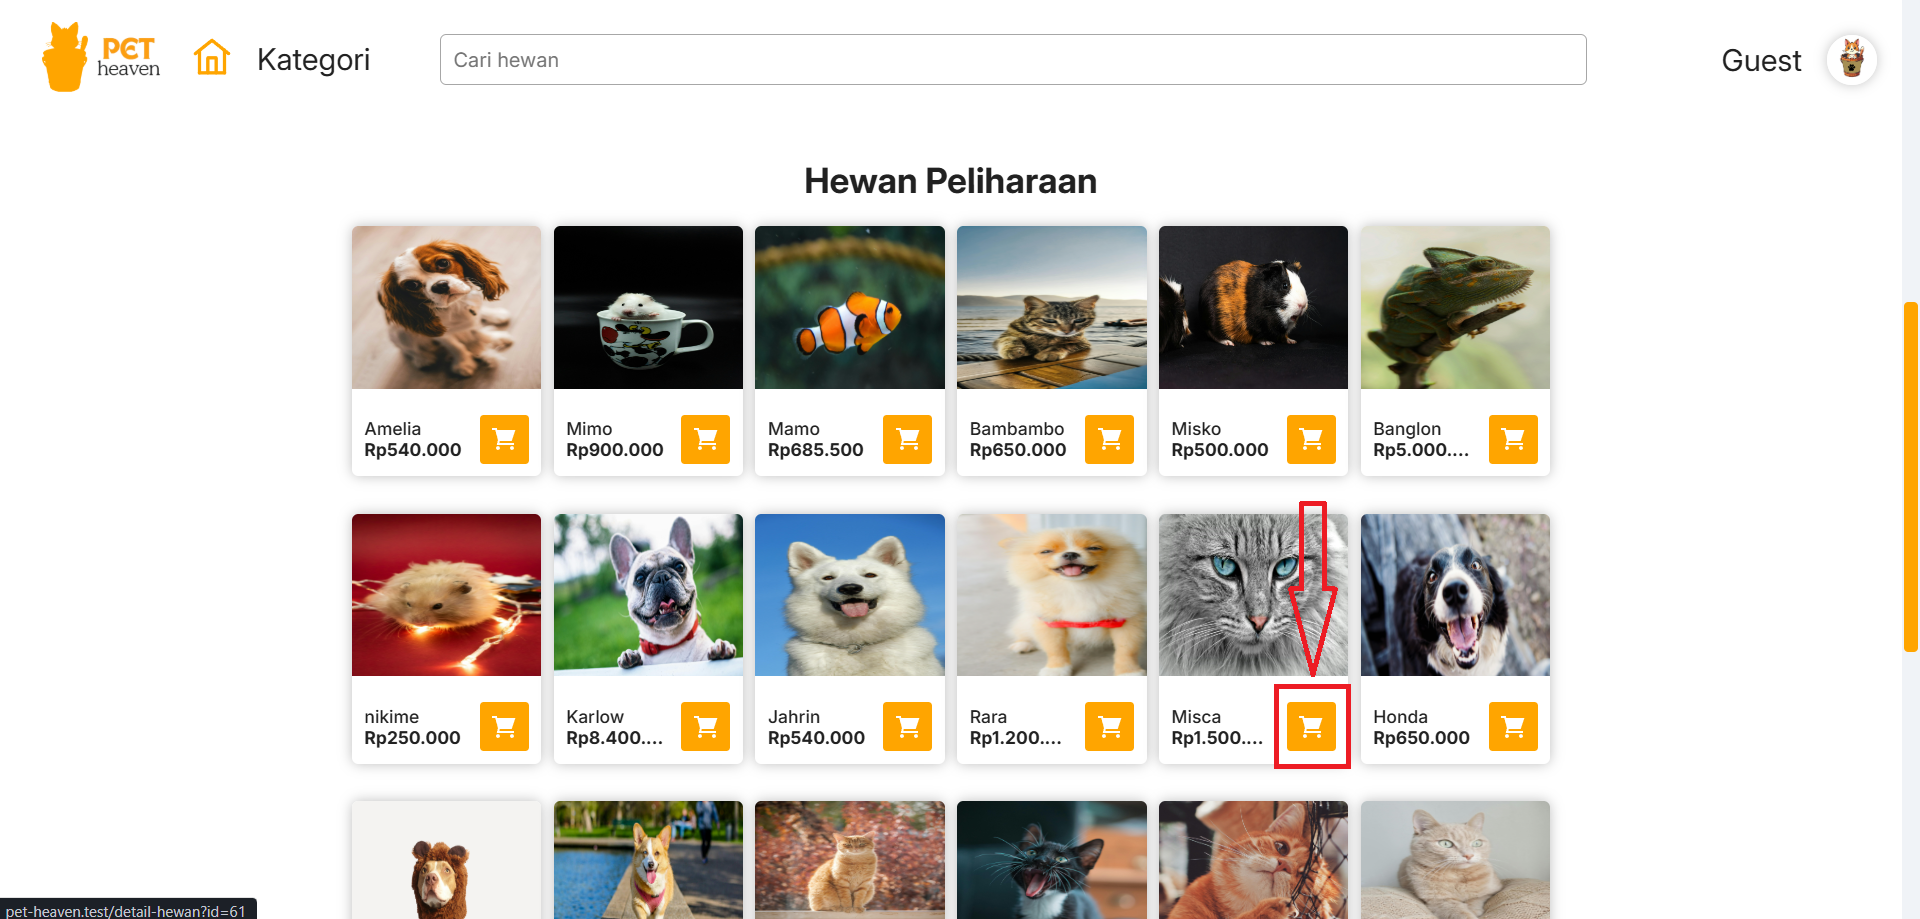 PET
heaven
Kategori
Cari hewan
Guest
Hewan Peliharaan
Amelia
Rp540.000
Mimo
Rp900.000
Mamo
Rp685.500
Bambambo
Rp650.000
Misko
Rp500.000
Banglon
Rp5.000....
nikime
Rp250.000
Karlow
Rp8.400....
Jahrin
Rp540.000
Rara
Rp1.200....
Misca
Rp1.500....
Honda
Rp650.000
pet-heaven.test/detail-hewan?id=61